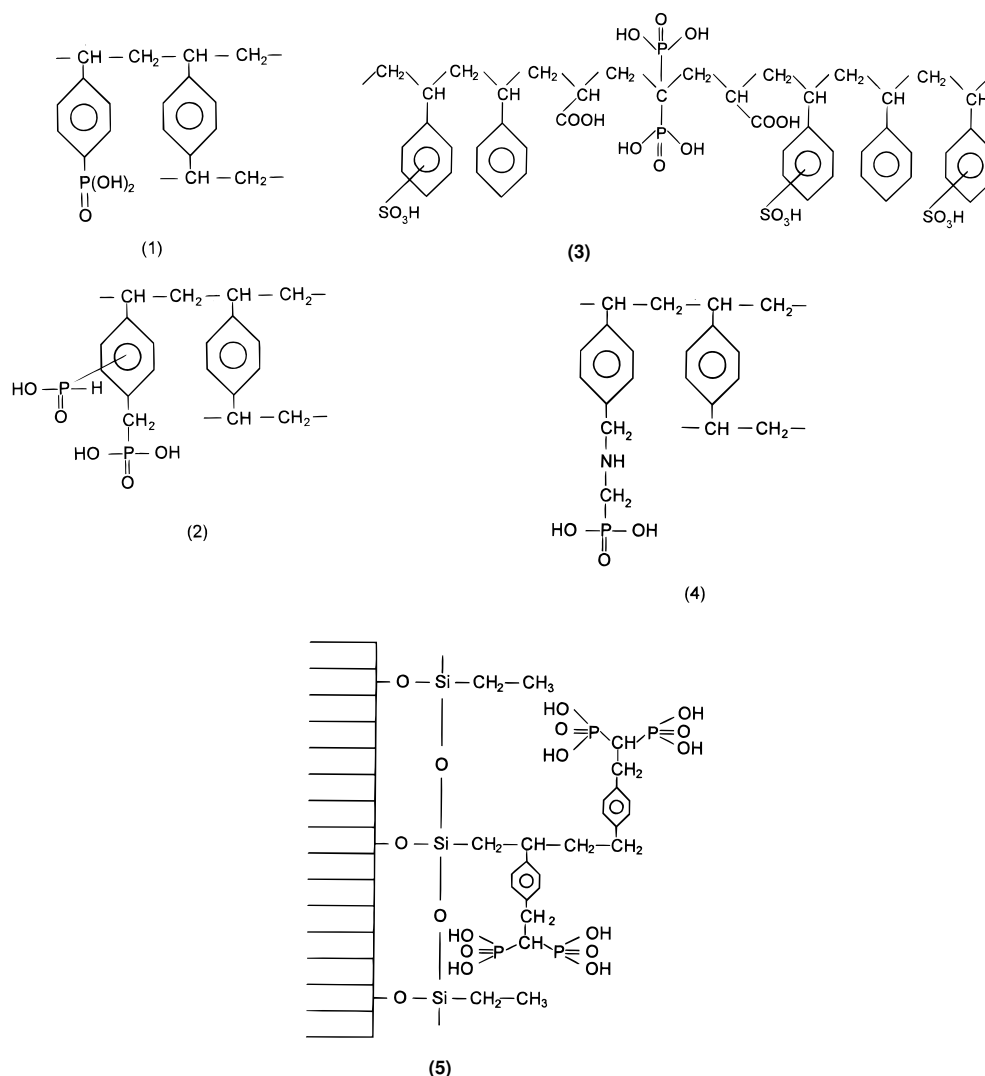 —CH—CH₂—CH—CH₂—
P(OH)₂
O
—CH—CH₂—
(1)
O
HO P OH
CH₂ CH₂ CH₂ CH₂ CH₂ CH₂ CH₂ CH₂
CH CH CH C CH CH CH CH
COOH P COOH
HO OH
O
SO₃H SO₃H SO₃H
(3)
—CH—CH₂—CH—CH₂—
HO—P—H
O
CH₂
—CH—CH₂—
HO—P—OH
O
(2)
—CH—CH₂—CH—CH₂—
CH₂
—CH—CH₂—
NH
CH₂
HO—P—OH
O
(4)
—O—Si—CH₂—CH₃
HO OH
O=P P=O
CH
HO OH
CH₂
O
—O—Si—CH₂—CH—CH₂—CH₂
CH₂
O
HO OH
O=P CH P=O
HO OH
—O—Si—CH₂—CH₃
(5)